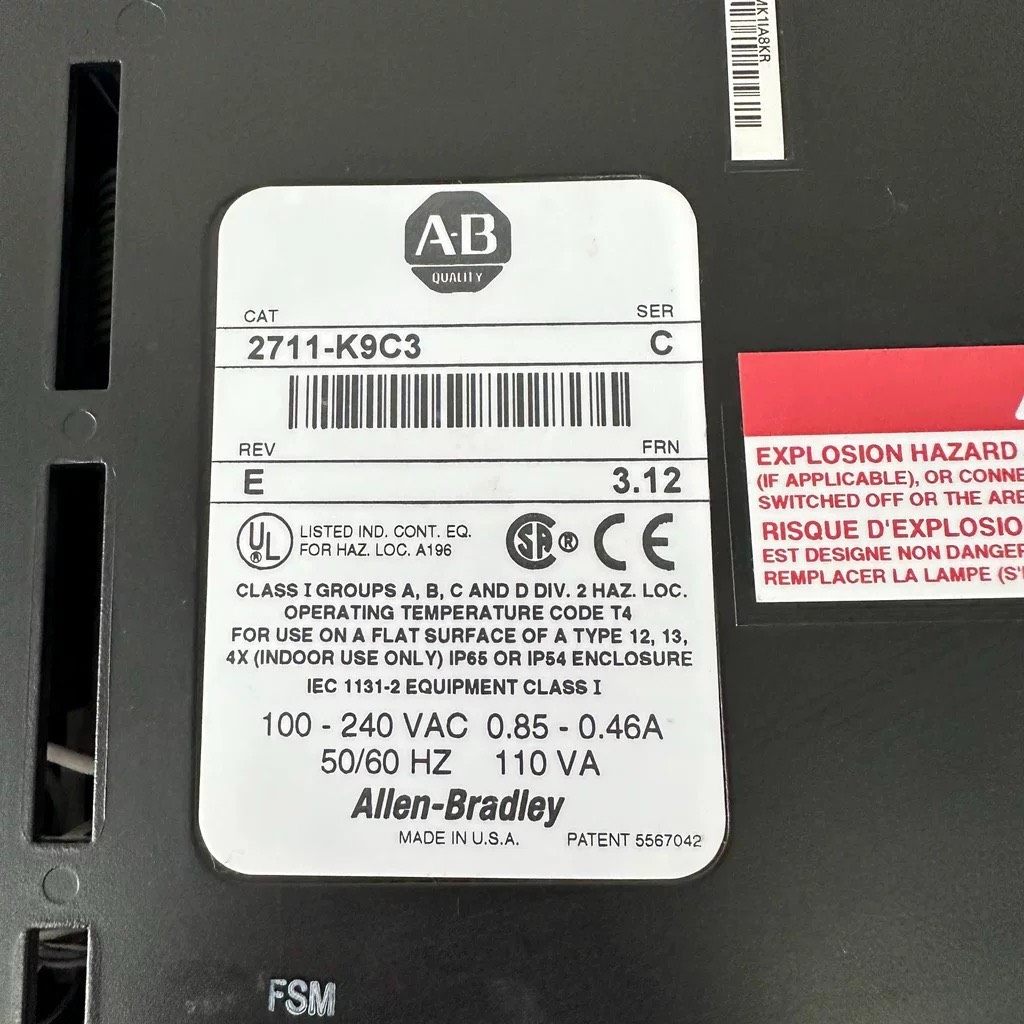 MK1IA8KR
A-B
QUALITY
CAT SER
2711-K9C3 C
REV FRN
E 3.12
UL LISTED IND. CONT. EQ.
FOR HAZ. LOC. A196
SA ® CE
CLASS I GROUPS A, B, C AND D DIV. 2 HAZ. LOC.
OPERATING TEMPERATURE CODE T4
FOR USE ON A FLAT SURFACE OF A TYPE 12, 13,
4X (INDOOR USE ONLY) IP65 OR IP54 ENCLOSURE
IEC 1131-2 EQUIPMENT CLASS I
100 - 240 VAC 0.85 - 0.46A
50/60 HZ 110 VA
Allen-Bradley
MADE IN U.S.A. PATENT 5567042
EXPLOSION HAZARD
(IF APPLICABLE), OR CONNE
SWITCHED OFF OR THE ARE
RISQUE D'EXPLOSIO
EST DESIGNE NON DANGER
REMPLACER LA LAMPE (S'
FSM